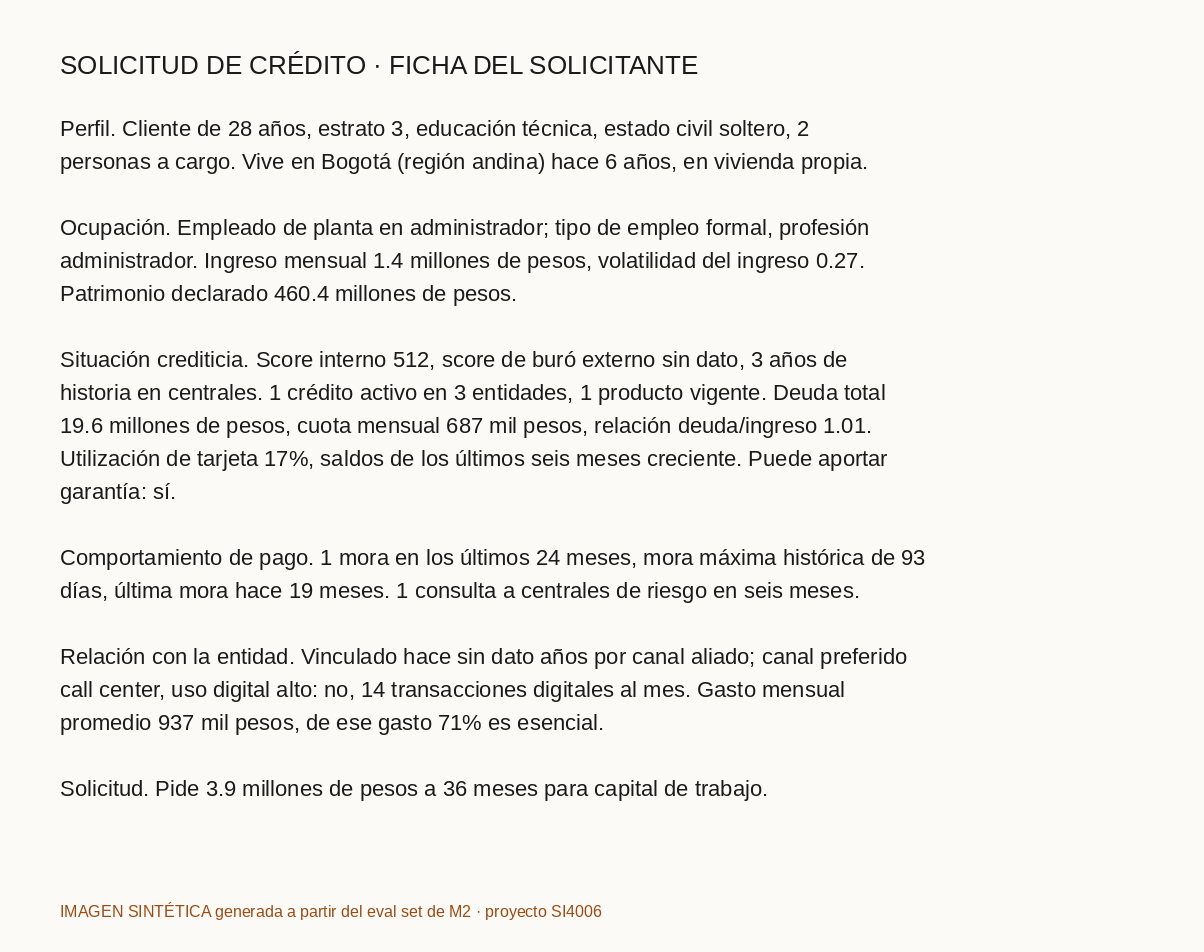 SOLICITUD DE CRÉDITO · FICHA DEL SOLICITANTE
Perfil. Cliente de 28 años, estrato 3, educación técnica, estado civil soltero, 2
personas a cargo. Vive en Bogotá (región andina) hace 6 años, en vivienda propia.
Ocupación. Empleado de planta en administrador; tipo de empleo formal, profesión
administrador. Ingreso mensual 1.4 millones de pesos, volatilidad del ingreso 0.27.
Patrimonio declarado 460.4 millones de pesos.
Situación crediticia. Score interno 512, score de buró externo sin dato, 3 años de
historia en centrales. 1 crédito activo en 3 entidades, 1 producto vigente. Deuda total
19.6 millones de pesos, cuota mensual 687 mil pesos, relación deuda/ingreso 1.01.
Utilización de tarjeta 17%, saldos de los últimos seis meses creciente. Puede aportar
garantía: sí.
Comportamiento de pago. 1 mora en los últimos 24 meses, mora máxima histórica de 93
días, última mora hace 19 meses. 1 consulta a centrales de riesgo en seis meses.
Relación con la entidad. Vinculado hace sin dato años por canal aliado; canal preferido
call center, uso digital alto: no, 14 transacciones digitales al mes. Gasto mensual
promedio 937 mil pesos, de ese gasto 71% es esencial.
Solicitud. Pide 3.9 millones de pesos a 36 meses para capital de trabajo.
IMAGEN SINTÉTICA generada a partir del eval set de M2 · proyecto SI4006